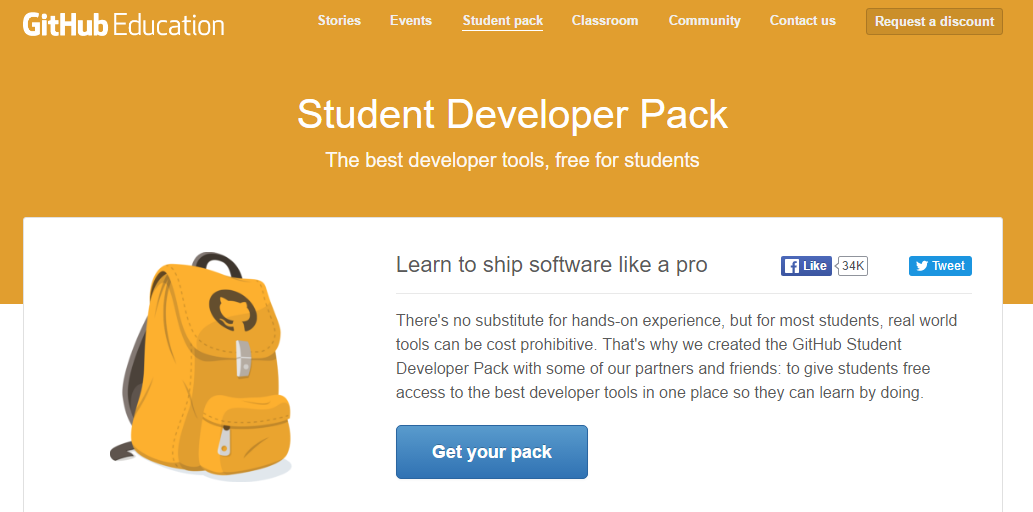 GitHub Education
Stories Events Student pack Classroom Community Contact us Request a discount
Student Developer Pack
The best developer tools, free for students
Learn to ship software like a pro
Like 34K Tweet
There's no substitute for hands-on experience, but for most students, real world
tools can be cost prohibitive. That's why we created the GitHub Student
Developer Pack with some of our partners and friends: to give students free
access to the best developer tools in one place so they can learn by doing.
Get your pack